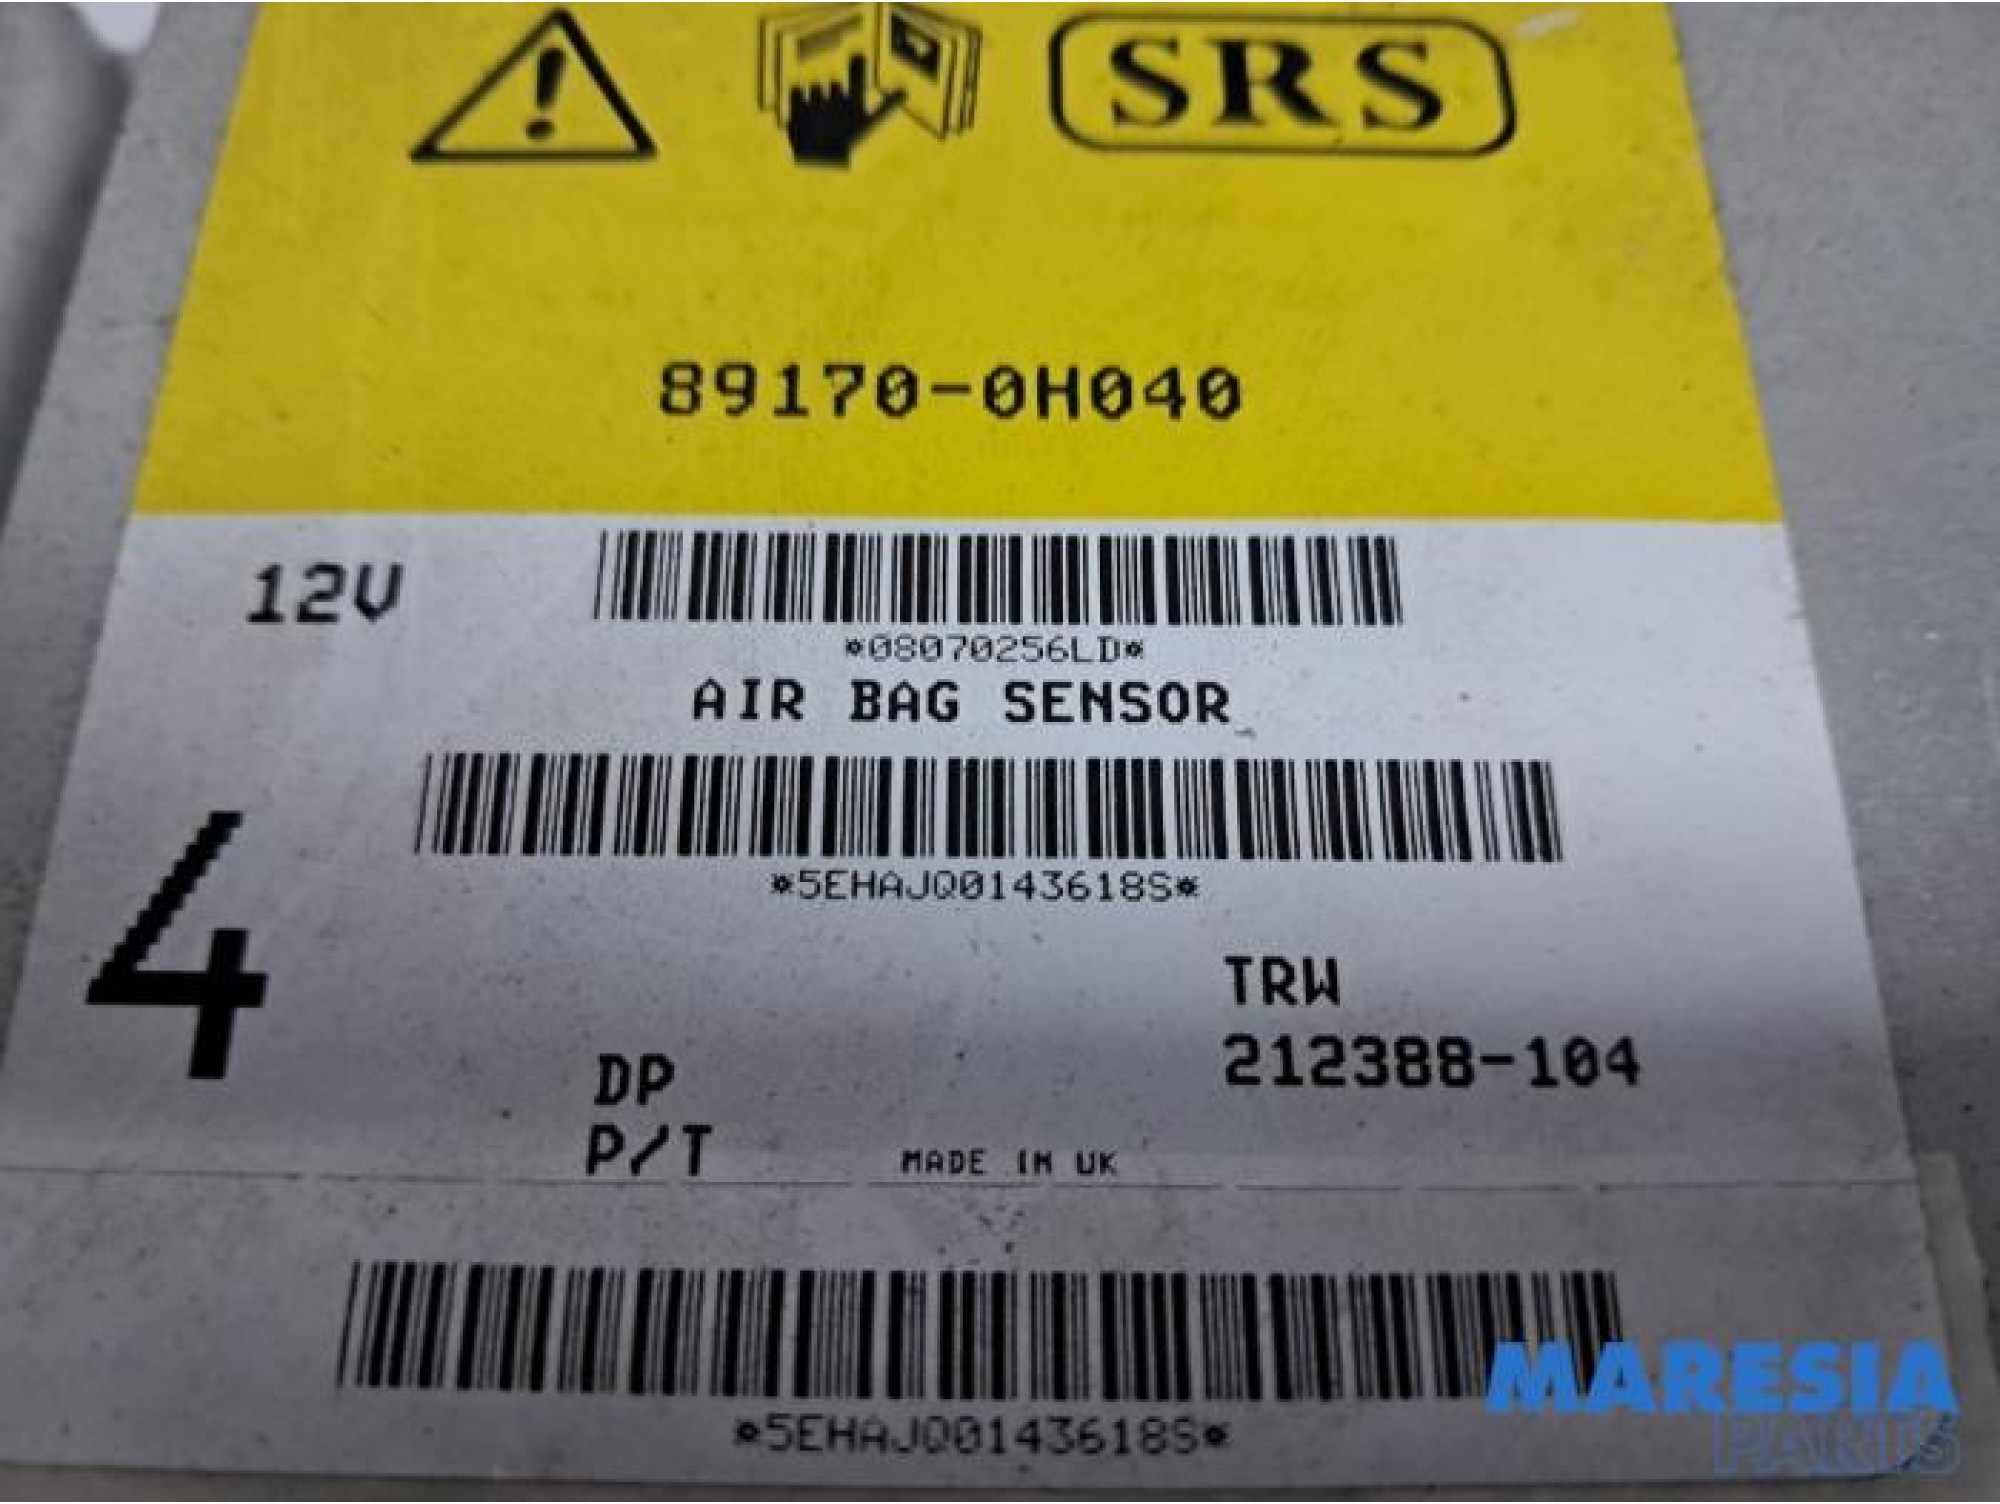 SRS
89170-0H040
12V
*08070256LD*
AIR BAG SENSOR
*5EHAJQ0143618S*
4
TRW
212388-104
DP
P/T
MADE IN UK
*5EHAJQ0143618S*
MARESIA
PARTS